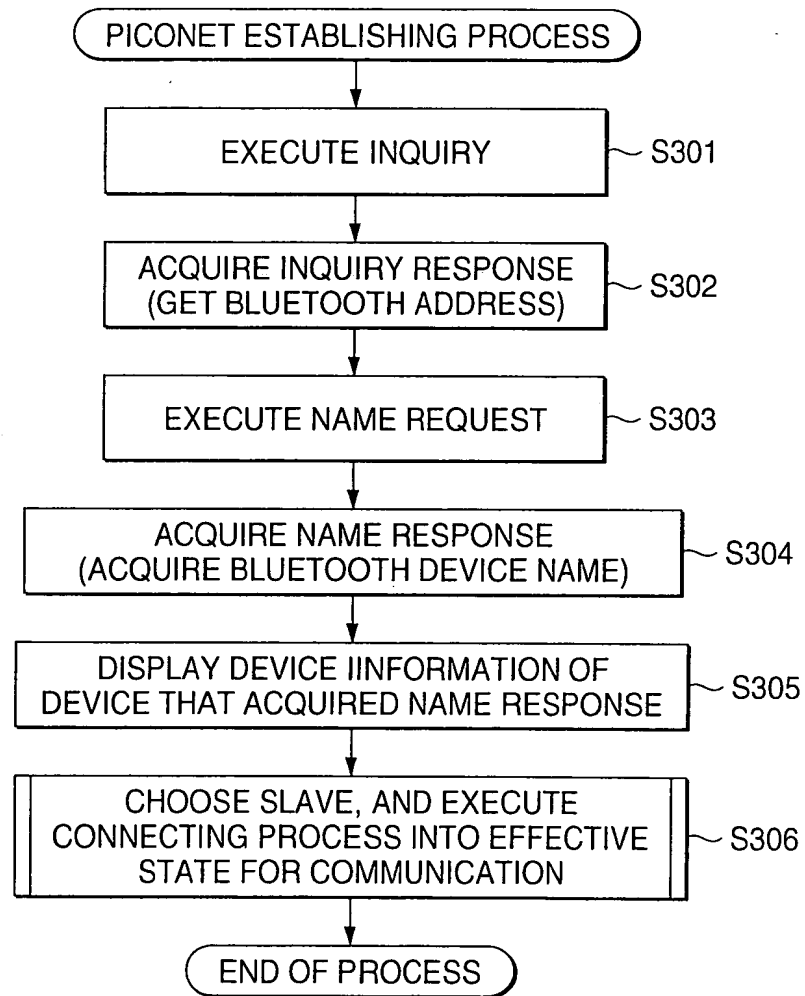 PICONET ESTABLISHING PROCESS
EXECUTE INQUIRY
S301
ACQUIRE INQUIRY RESPONSE
(GET BLUETOOTH ADDRESS)
S302
EXECUTE NAME REQUEST
S303
ACQUIRE NAME RESPONSE
(ACQUIRE BLUETOOTH DEVICE NAME)
S304
DISPLAY DEVICE IINFORMATION OF
DEVICE THAT ACQUIRED NAME RESPONSE
S305
CHOOSE SLAVE, AND EXECUTE
CONNECTING PROCESS INTO EFFECTIVE
STATE FOR COMMUNICATION
S306
END OF PROCESS